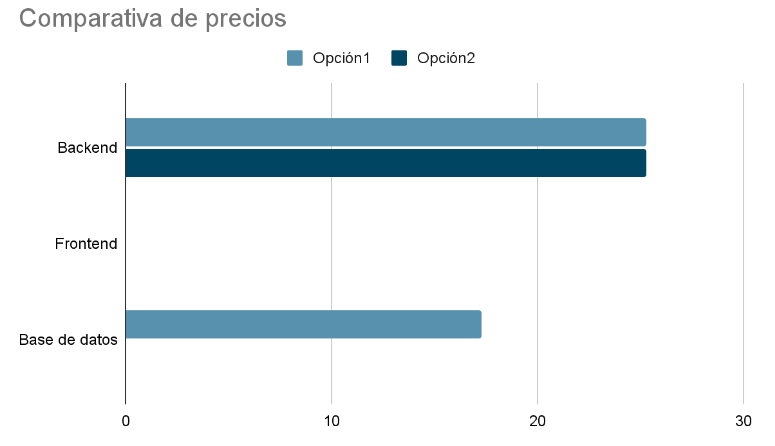 Comparativa de precios
Opción1 Opción2
Backend
Frontend
Base de datos
0 10 20 30